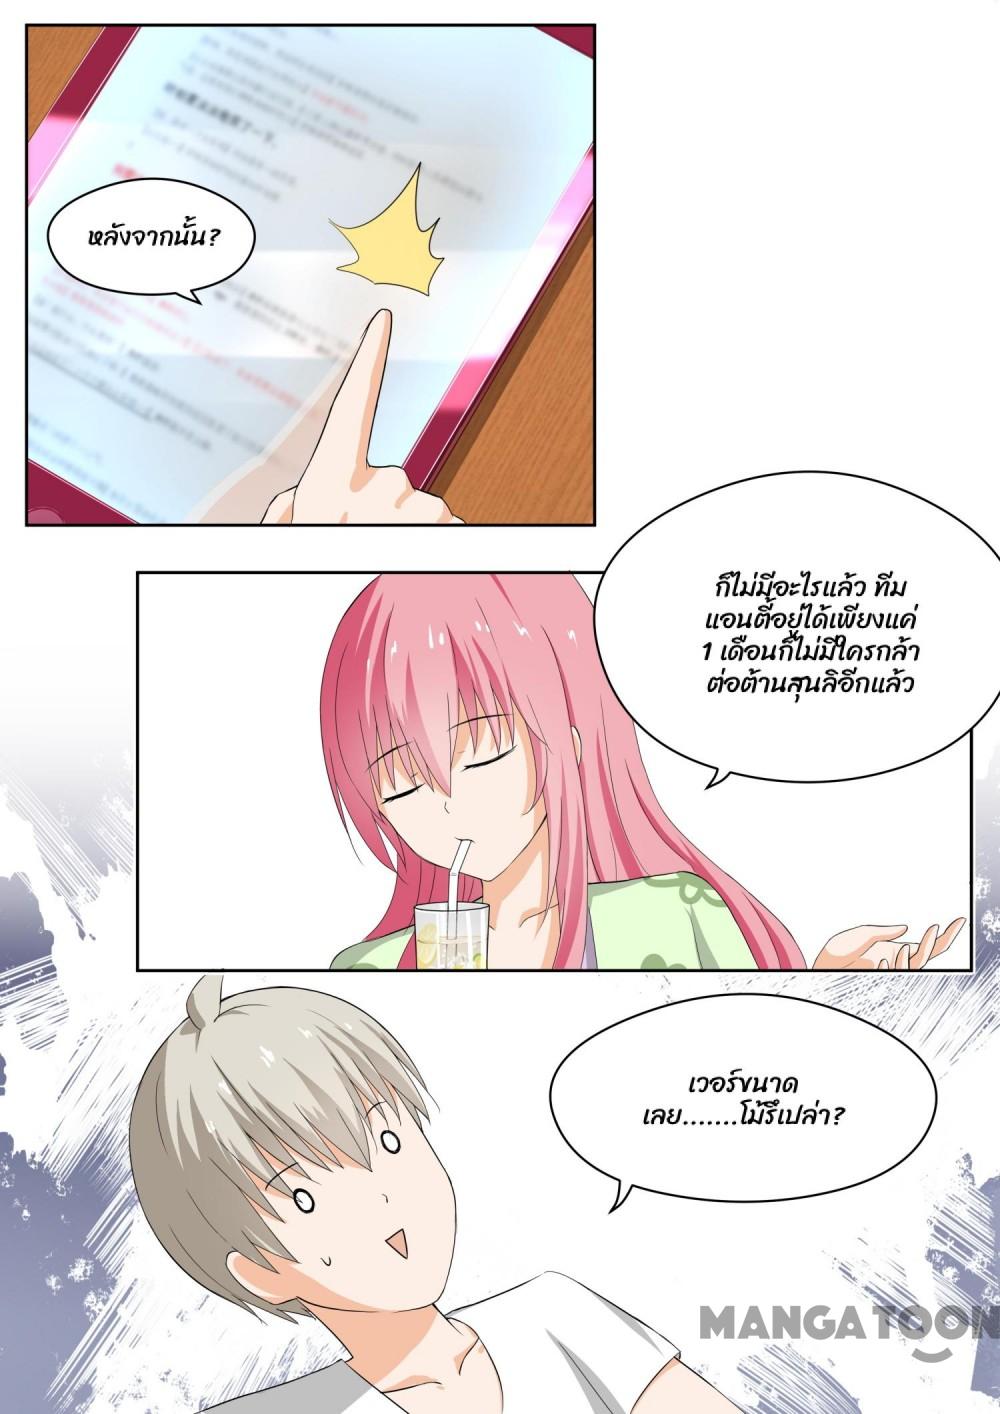 หลังจากนั้น?
ก็ไม่มีอะไรแล้ว ทีม
แอนตี้อยู่ได้เพียงแค่
1 เดือนก็ไม่มีใครกล้า
ต่อต้านสุนลิอีกแล้ว
เวอร์ขนาด
เลย.......โม้รึเปล่า?
MANGATOON